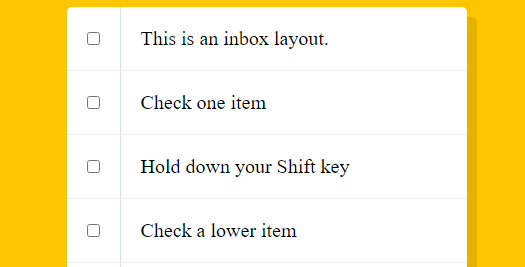 This is an inbox layout.
Check one item
Hold down your Shift key
Check a lower item